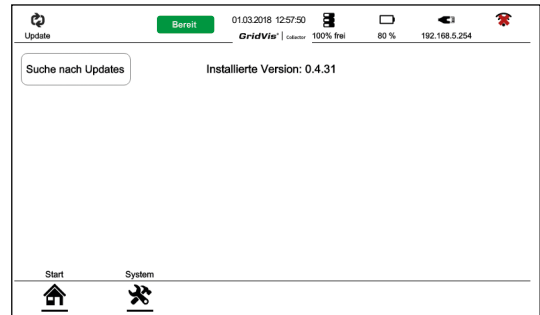 Update
Bereit
01.03.2018 12:57:50
GridVis® | Collector
100% frei
80 %
192.168.5.254
Suche nach Updates
Installierte Version: 0.4.31
Start
System